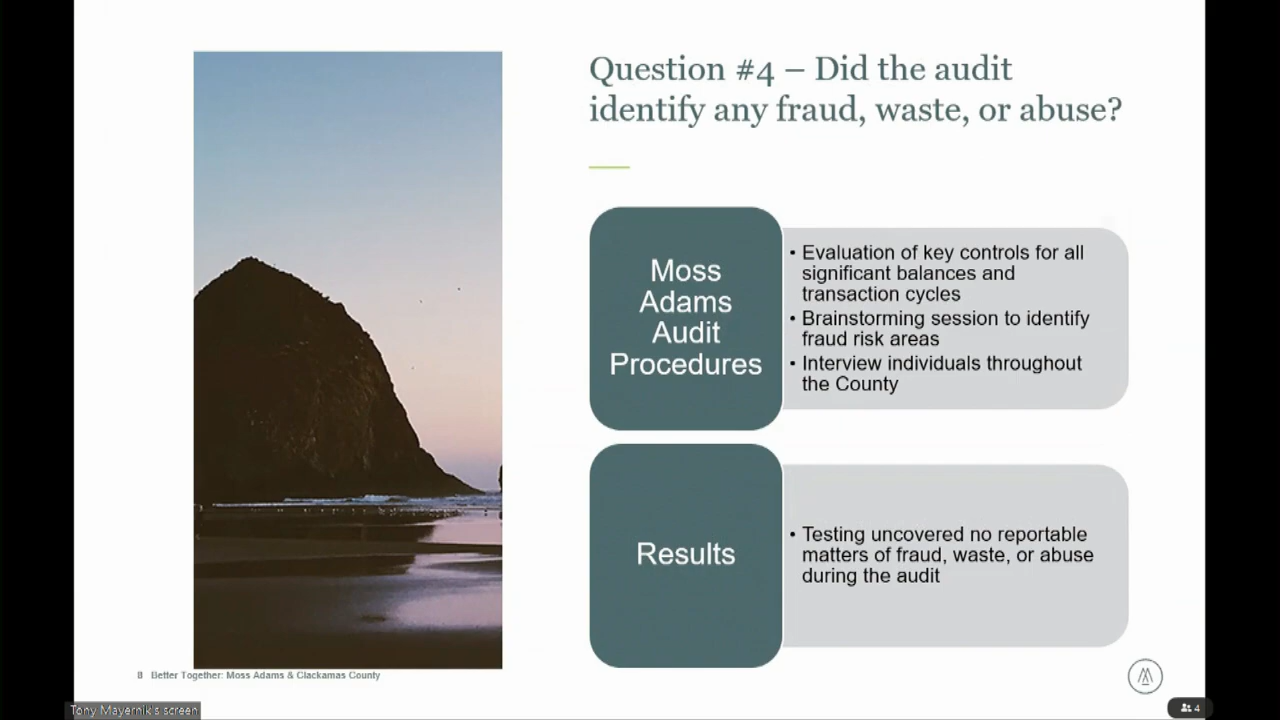 Question #4 – Did the audit
identify any fraud, waste, or abuse?
Moss
Adams
Audit
Procedures
• Evaluation of key controls for all
significant balances and
transaction cycles
• Brainstorming session to identify
fraud risk areas
• Interview individuals throughout
the County
Results
• Testing uncovered no reportable
matters of fraud, waste, or abuse
during the audit
8 Better Together: Moss Adams & Clackamas County
Tony Mayernik's screen
4